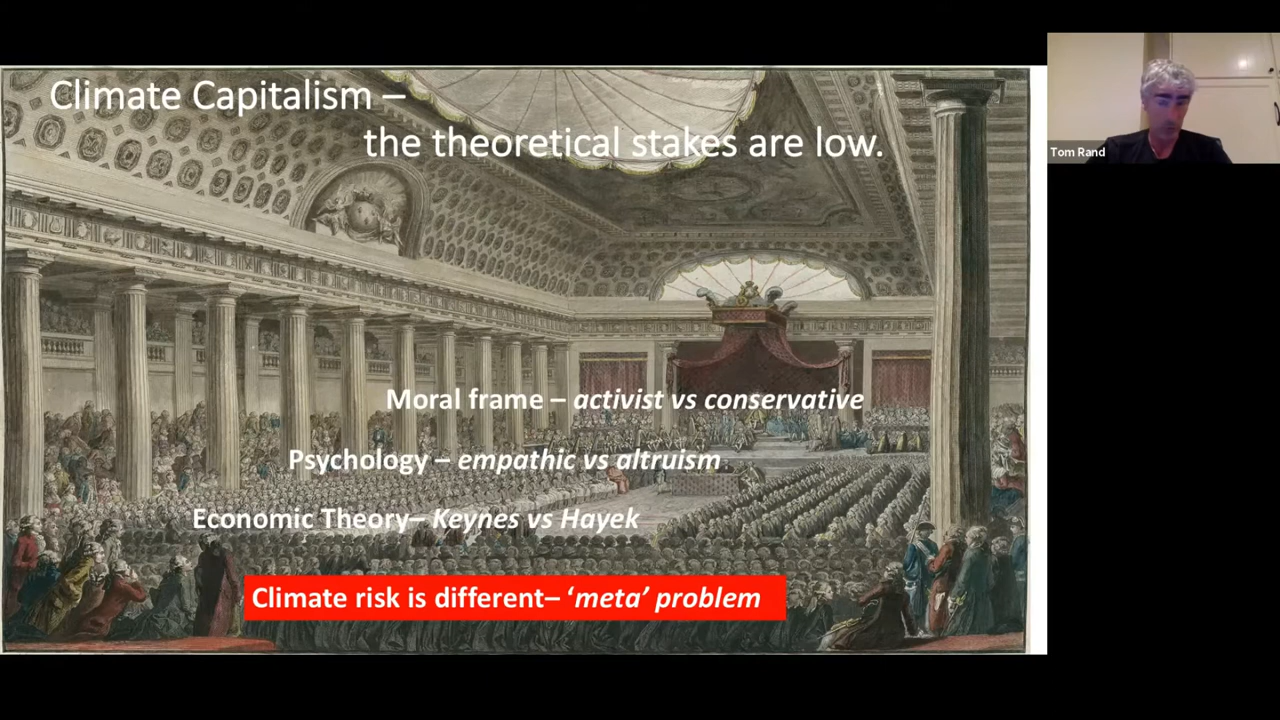 Climate Capitalism –
the theoretical stakes are low.
Tom Rand
Moral frame – activist vs conservative
Psychology – empathic vs altruism
Economic Theory– Keynes vs Hayek
Climate risk is different– ‘meta’ problem